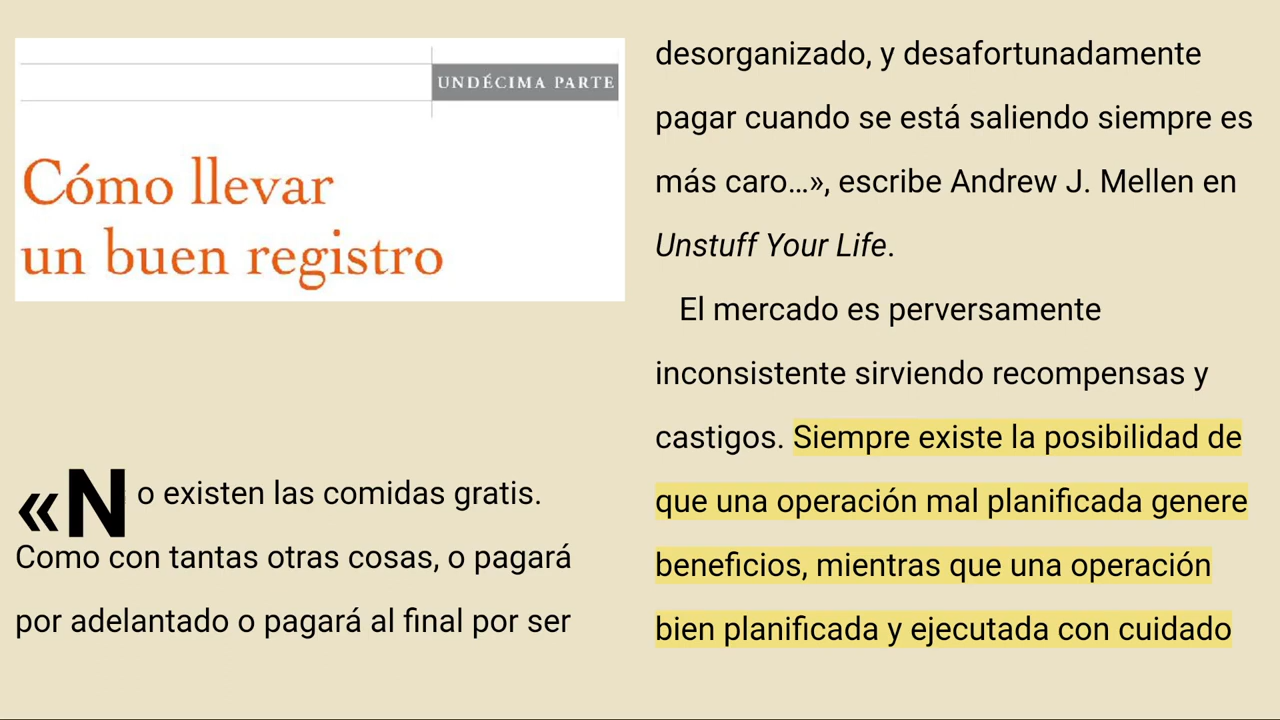 UNDÉCIMA PARTE
Cómo llevar
un buen registro
«No existen las comidas gratis.
Como con tantas otras cosas, o pagará
por adelantado o pagará al final por ser
desorganizado, y desafortunadamente
pagar cuando se está saliendo siempre es
más caro…», escribe Andrew J. Mellen en
Unstuff Your Life.
El mercado es perversamente
inconsistente sirviendo recompensas y
castigos. Siempre existe la posibilidad de
que una operación mal planificada genere
beneficios, mientras que una operación
bien planificada y ejecutada con cuidado